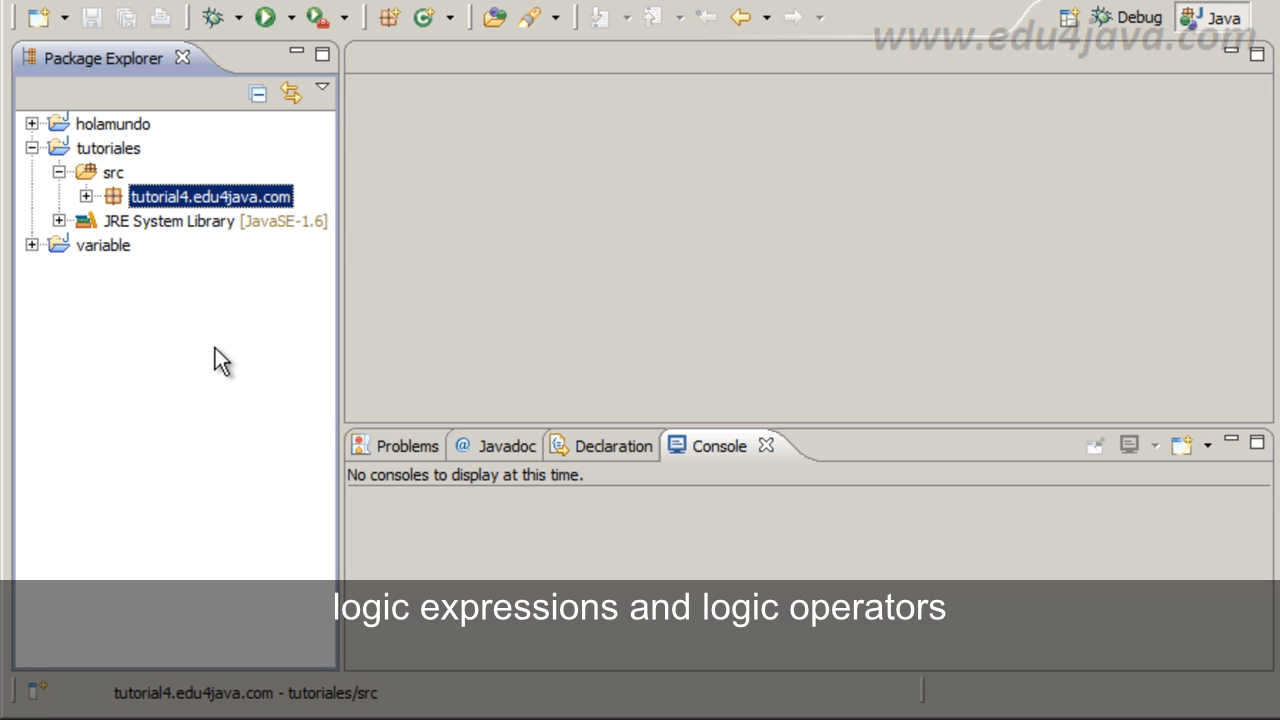 www.edu4java.com
Debug
Java
Package Explorer
holamundo
tutoriales
src
tutorial4.edu4java.com
JRE System Library [JavaSE-1.6]
variable
Problems
@ Javadoc
Declaration
Console
No consoles to display at this time.
logic expressions and logic operators
tutorial4.edu4java.com - tutoriales/src